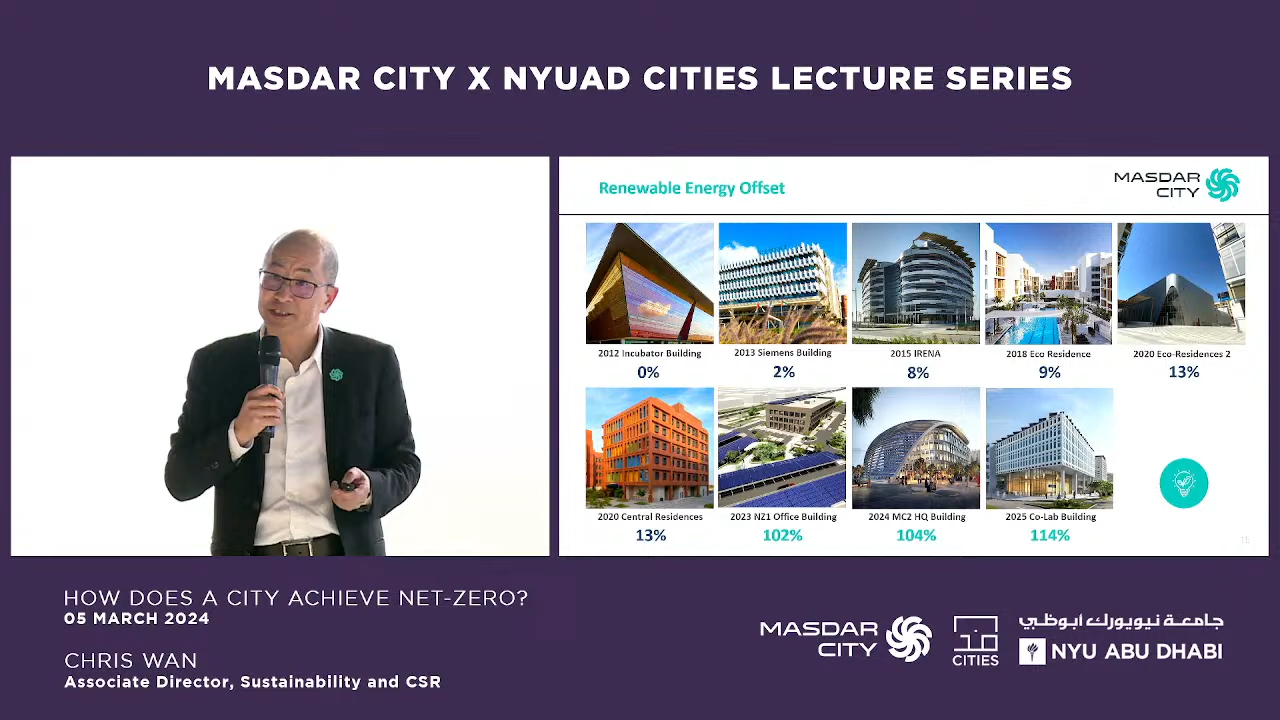 MASDAR CITY X NYUAD CITIES LECTURE SERIES
Renewable Energy Offset
MASDAR
CITY
2012 Incubator Building
0%
2013 Siemens Building
2%
2015 IRENA
8%
2018 Eco Residence
9%
2020 Eco-Residences 2
13%
2020 Central Residences
13%
2023 NZ1 Office Building
102%
2024 MC2 HQ Building
104%
2025 Co-Lab Building
114%
15
HOW DOES A CITY ACHIEVE NET-ZERO?
05 MARCH 2024
CHRIS WAN
Associate Director, Sustainability and CSR
MASDAR
CITY
CITIES
جامعة نيويورك أبوظبي
NYU ABU DHABI